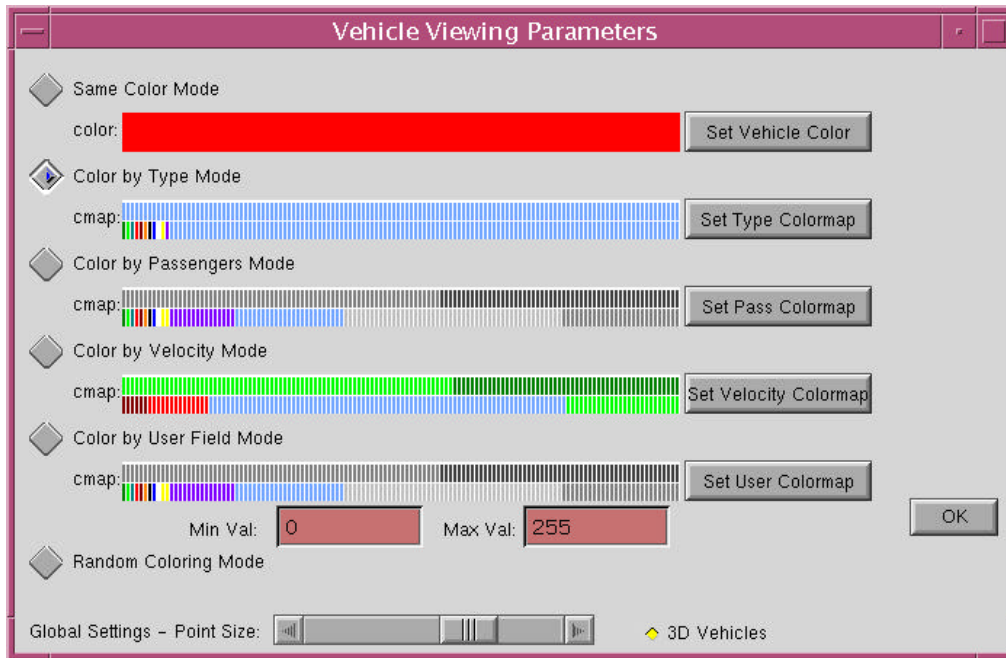 Vehicle Viewing Parameters
Same Color Mode
color: Set Vehicle Color
Color by Type Mode
cmap: Set Type Colormap
Color by Passengers Mode
cmap: Set Pass Colormap
Color by Velocity Mode
cmap: Set Velocity Colormap
Color by User Field Mode
cmap: Set User Colormap
Min Val: 0 Max Val: 255
OK
Random Coloring Mode
Global Settings - Point Size: 3D Vehicles